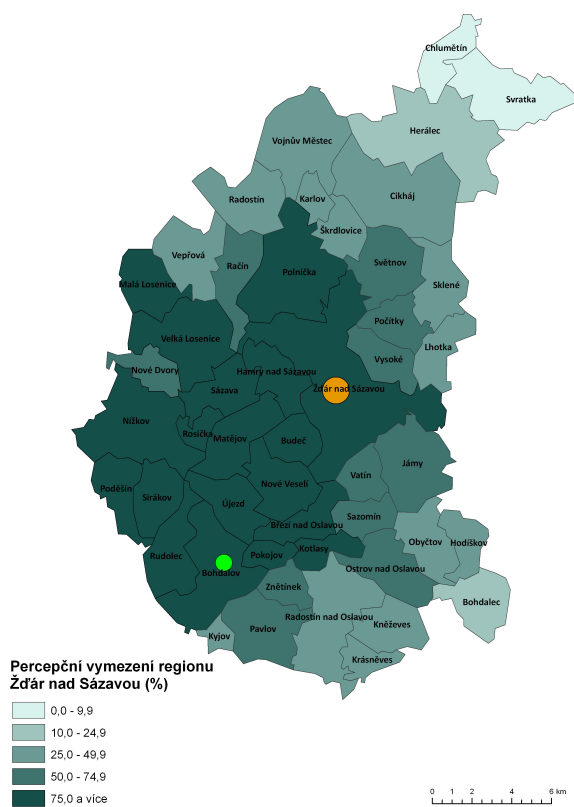 Chlumětín
Svratka
Herálec
Vojnův Městec
Cikháj
Radostín
Karlov
Škrdlovice
Vepřová
Račín
Polnička
Světnov
Sklené
Malá Losenice
Počítky
Velká Losenice
Lhotka
Vysoké
Nové Dvory
Hamry nad Sázavou
Sázava
Žďár nad Sázavou
Nížkov
Rosička
Matějov
Budeč
Jámy
Vatín
Poděšín
Sirákov
Nové Veselí
Újezd
Sazomín
Březí nad Oslavou
Obyčtov
Hodíškov
Rudolec
Pokojov
Kotlasy
Bohdalov
Ostrov nad Oslavou
Znětínek
Bohdalec
Radostín nad Oslavou
Kněževes
Kyjov
Pavlov
Krásněves
Percepční vymezení regionu
Žďár nad Sázavou (%)
0,0 - 9,9
10,0 - 24,9
25,0 - 49,9
50,0 - 74,9
75,0 a více
0 1 2 4 6 km